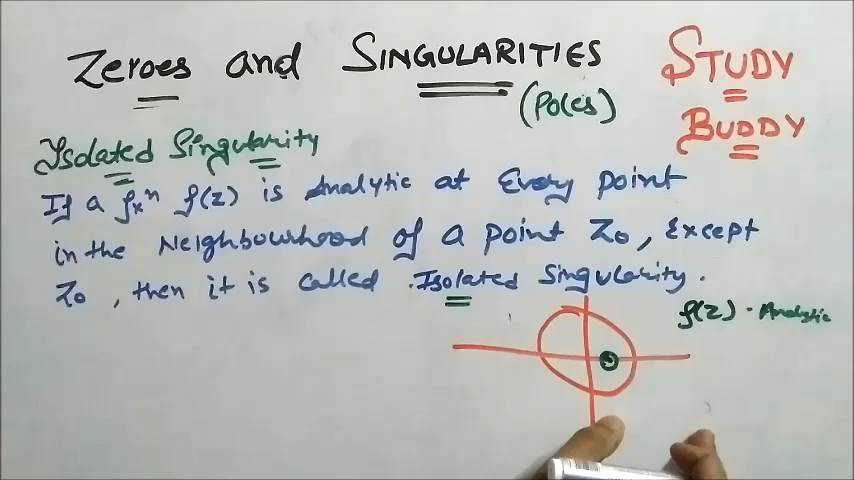 Zeroes and SINGULARITIES
(Poles)
STUDY
BUDDY
Isolated Singularity
If a fxⁿ f(z) is Analytic at Every point
in the Neighbourhood of a point Z₀, Except
Z₀, then it is called Isolated Singularity.
f(z) · Analytic